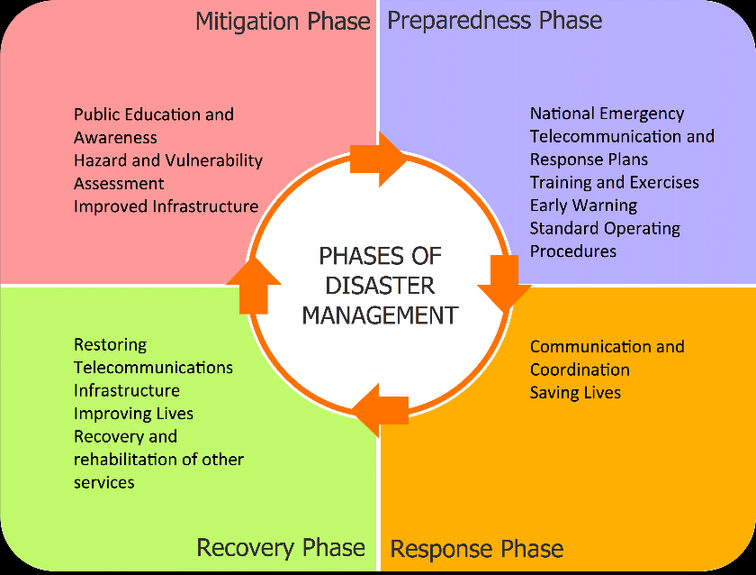 Mitigation Phase
Preparedness Phase
Public Education and
Awareness
Hazard and Vulnerability
Assessment
Improved Infrastructure
National Emergency
Telecommunication and
Response Plans
Training and Exercises
Early Warning
Standard Operating
Procedures
PHASES OF
DISASTER
MANAGEMENT
Restoring
Telecommunications
Infrastructure
Improving Lives
Recovery and
rehabilitation of other
services
Communication and
Coordination
Saving Lives
Recovery Phase
Response Phase